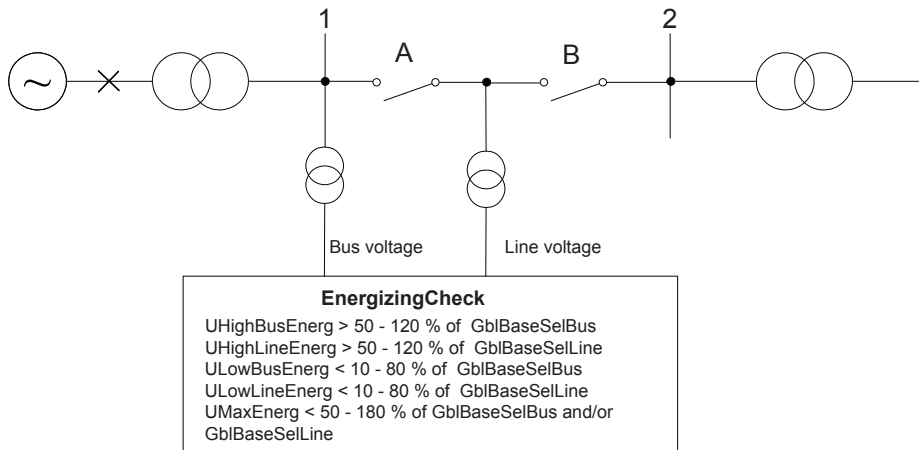 1
2
A
B
~
Bus voltage
Line voltage
EnergizingCheck
UHighBusEnerg > 50 - 120 % of GblBaseSelBus
UHighLineEnerg > 50 - 120 % of GblBaseSelLine
ULowBusEnerg < 10 - 80 % of GblBaseSelBus
ULowLineEnerg < 10 - 80 % of GblBaseSelLine
UMaxEnerg < 50 - 180 % of GblBaseSelBus and/or
GblBaseSelLine